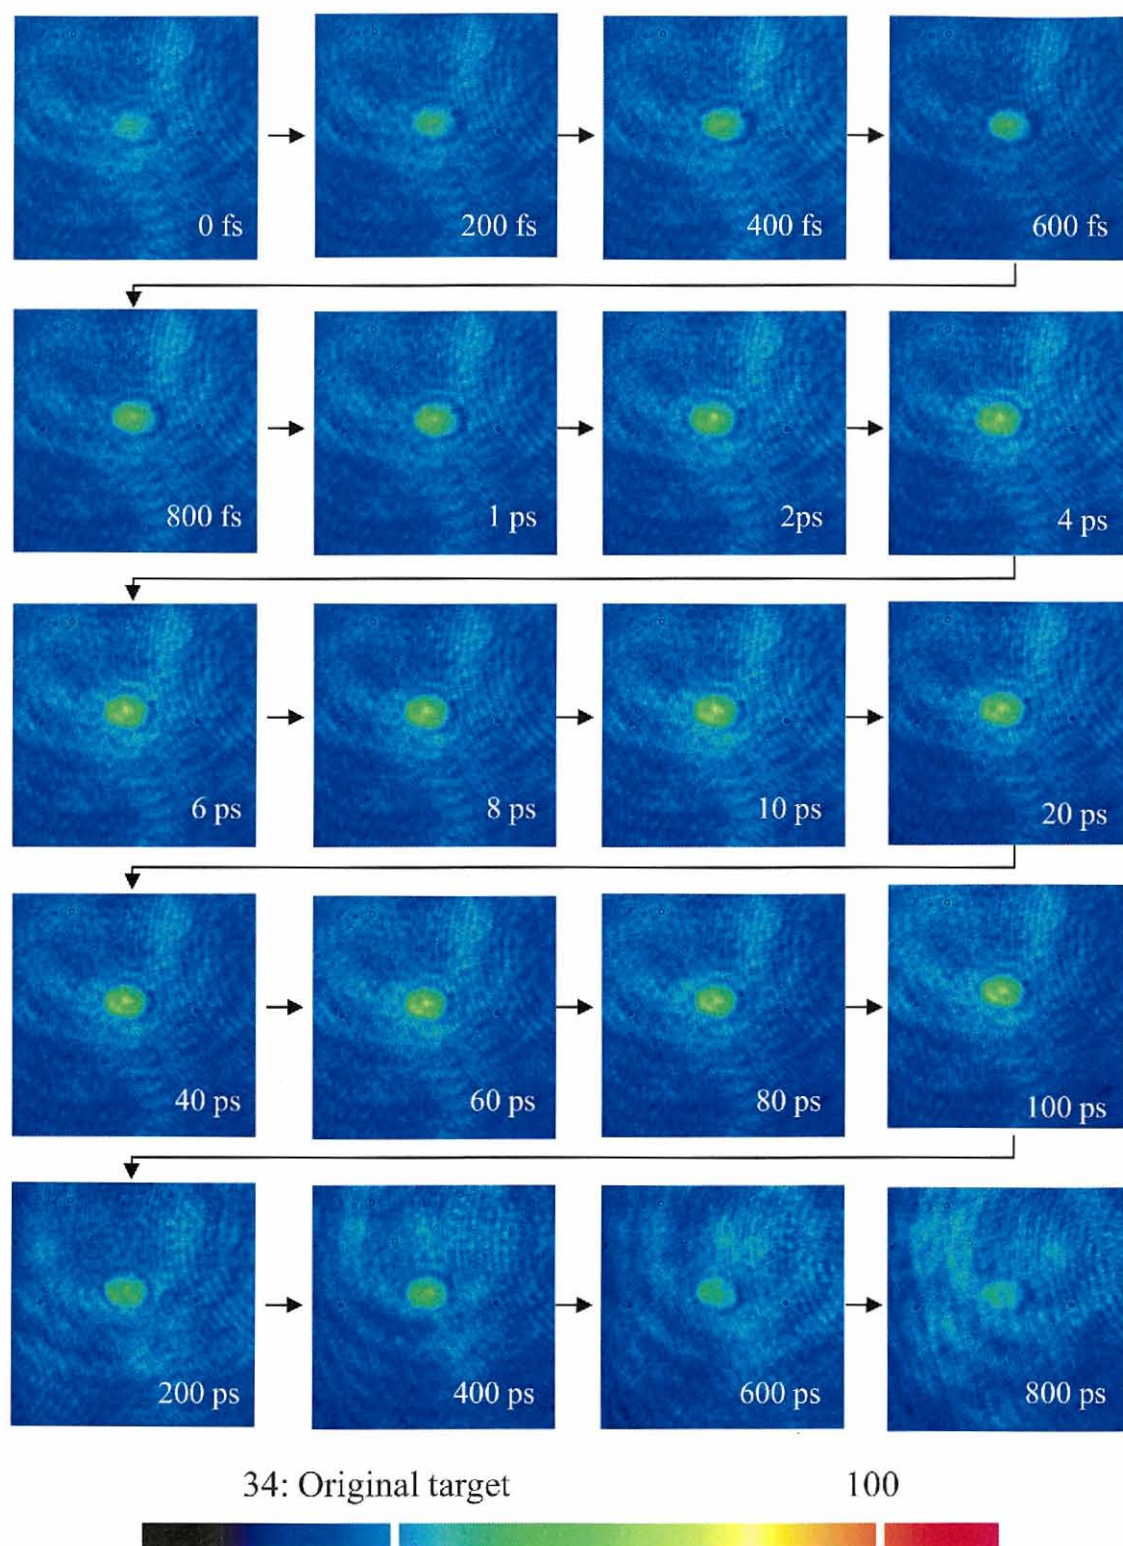 0 fs
200 fs
400 fs
600 fs
800 fs
1 ps
2ps
4 ps
6 ps
8 ps
10 ps
20 ps
40 ps
60 ps
80 ps
100 ps
200 ps
400 ps
600 ps
800 ps
34: Original target
100